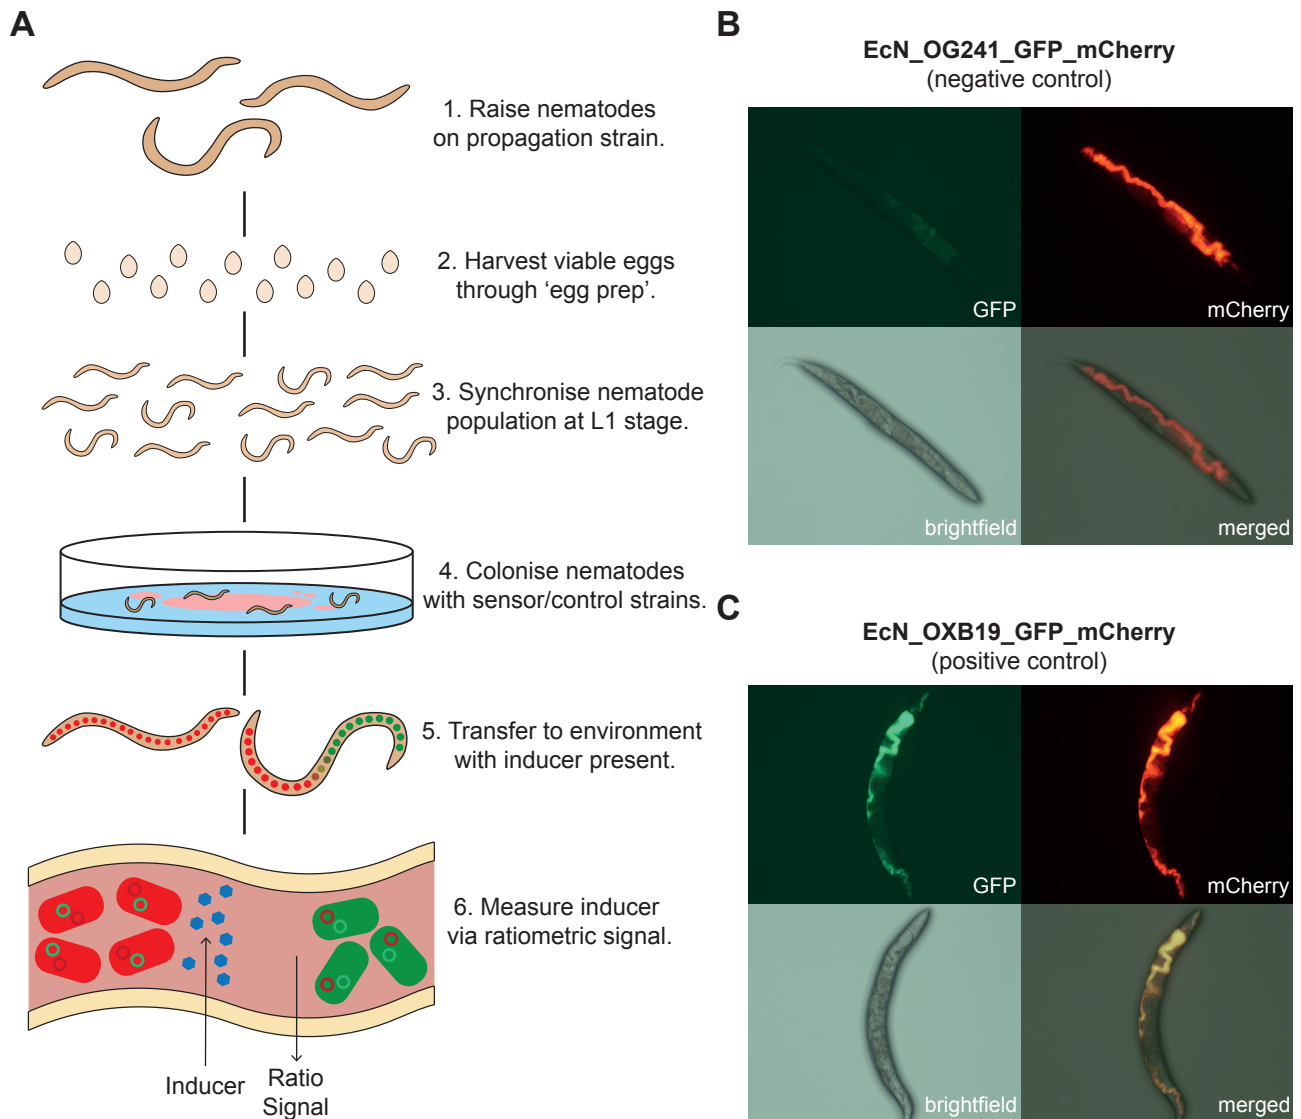 A
1. Raise nematodes
on propagation strain.
2. Harvest viable eggs
through ‘egg prep’.
3. Synchronise nematode
population at L1 stage.
4. Colonise nematodes
with sensor/control strains.
5. Transfer to environment
with inducer present.
6. Measure inducer
via ratiometric signal.
Inducer
Ratio
Signal
B
EcN_OG241_GFP_mCherry
(negative control)
GFP
mCherry
brightfield
merged
C
EcN_OXB19_GFP_mCherry
(positive control)
GFP
mCherry
brightfield
merged